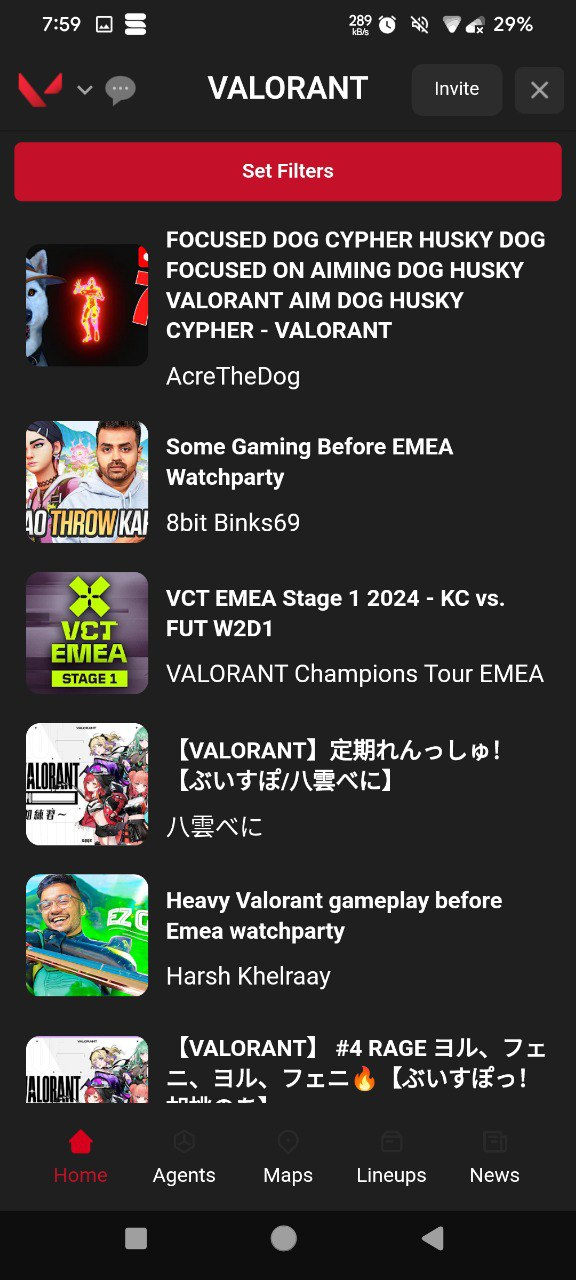 7:59
289
kB/s
29%
VALORANT
Invite
Set Filters
FOCUSED DOG CYPHER HUSKY DOG
FOCUSED ON AIMING DOG HUSKY
VALORANT AIM DOG HUSKY
CYPHER - VALORANT
AcreTheDog
THROW
Some Gaming Before EMEA
Watchparty
8bit Binks69
VCT
EMEA
STAGE 1
VCT EMEA Stage 1 2024 - KC vs.
FUT W2D1
VALORANT Champions Tour EMEA
【VALORANT】定期れんっしゅ!
【ぶいすぽ/八雲べに】
八雲べに
Heavy Valorant gameplay before
Emea watchparty
Harsh Khelraay
【VALORANT】 #4 RAGE ヨル、フェ
ニ、ヨル、フェニ🔥【ぶいすぽっ!
Home
Agents
Maps
Lineups
News